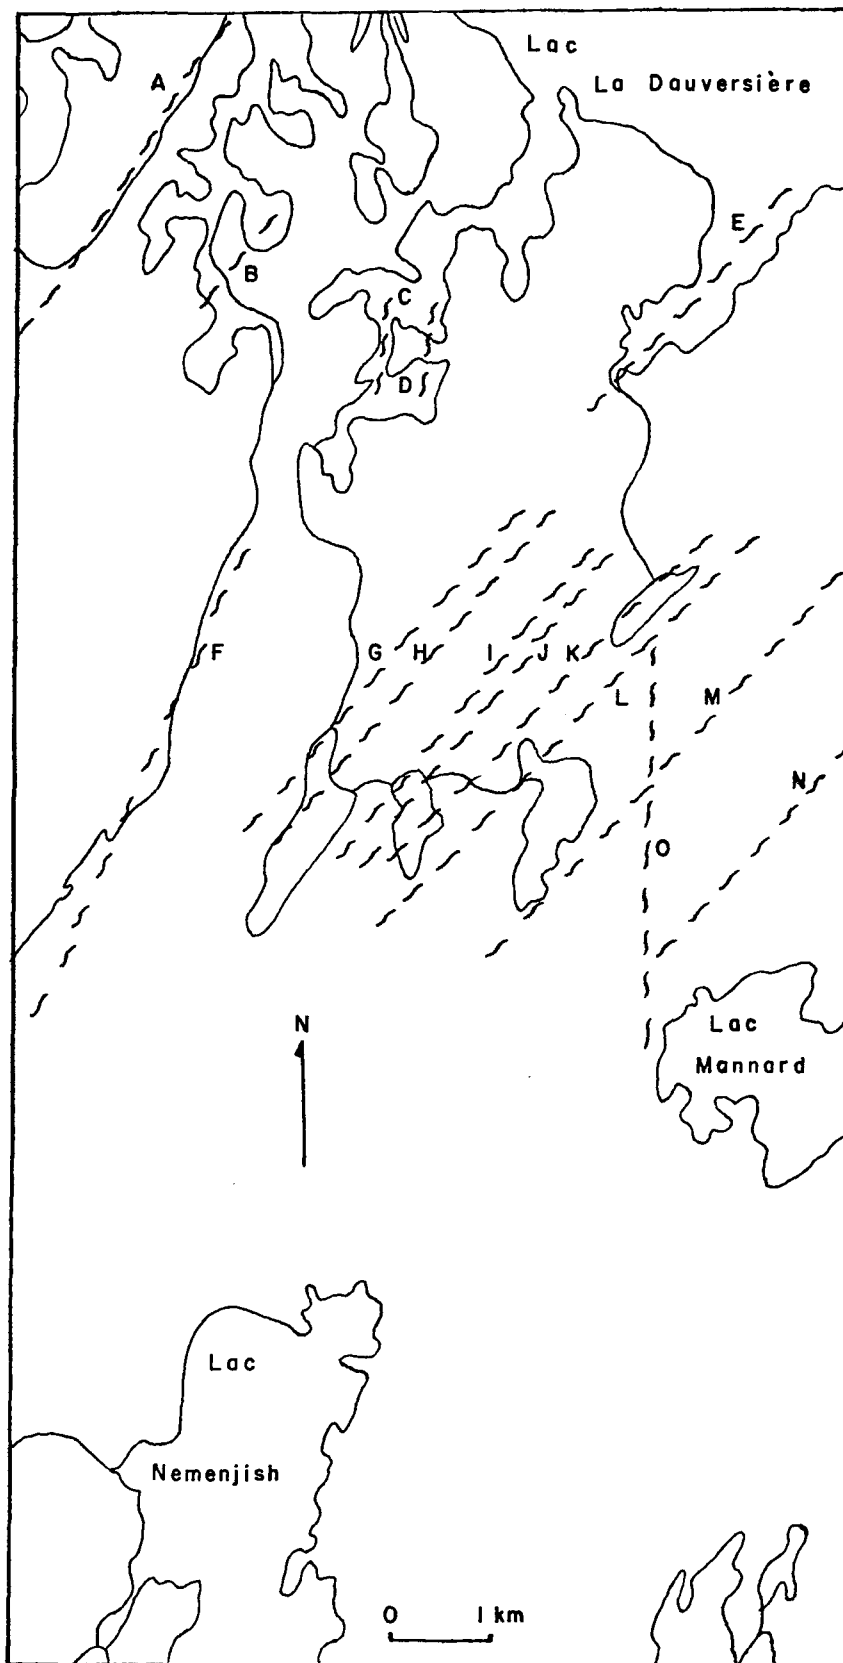 Lac
La Dauversière
A
E
B
C
D
F
G H I J K
L M
N
O
N
Lac
Mannard
Lac
Nemenjish
0 1 km